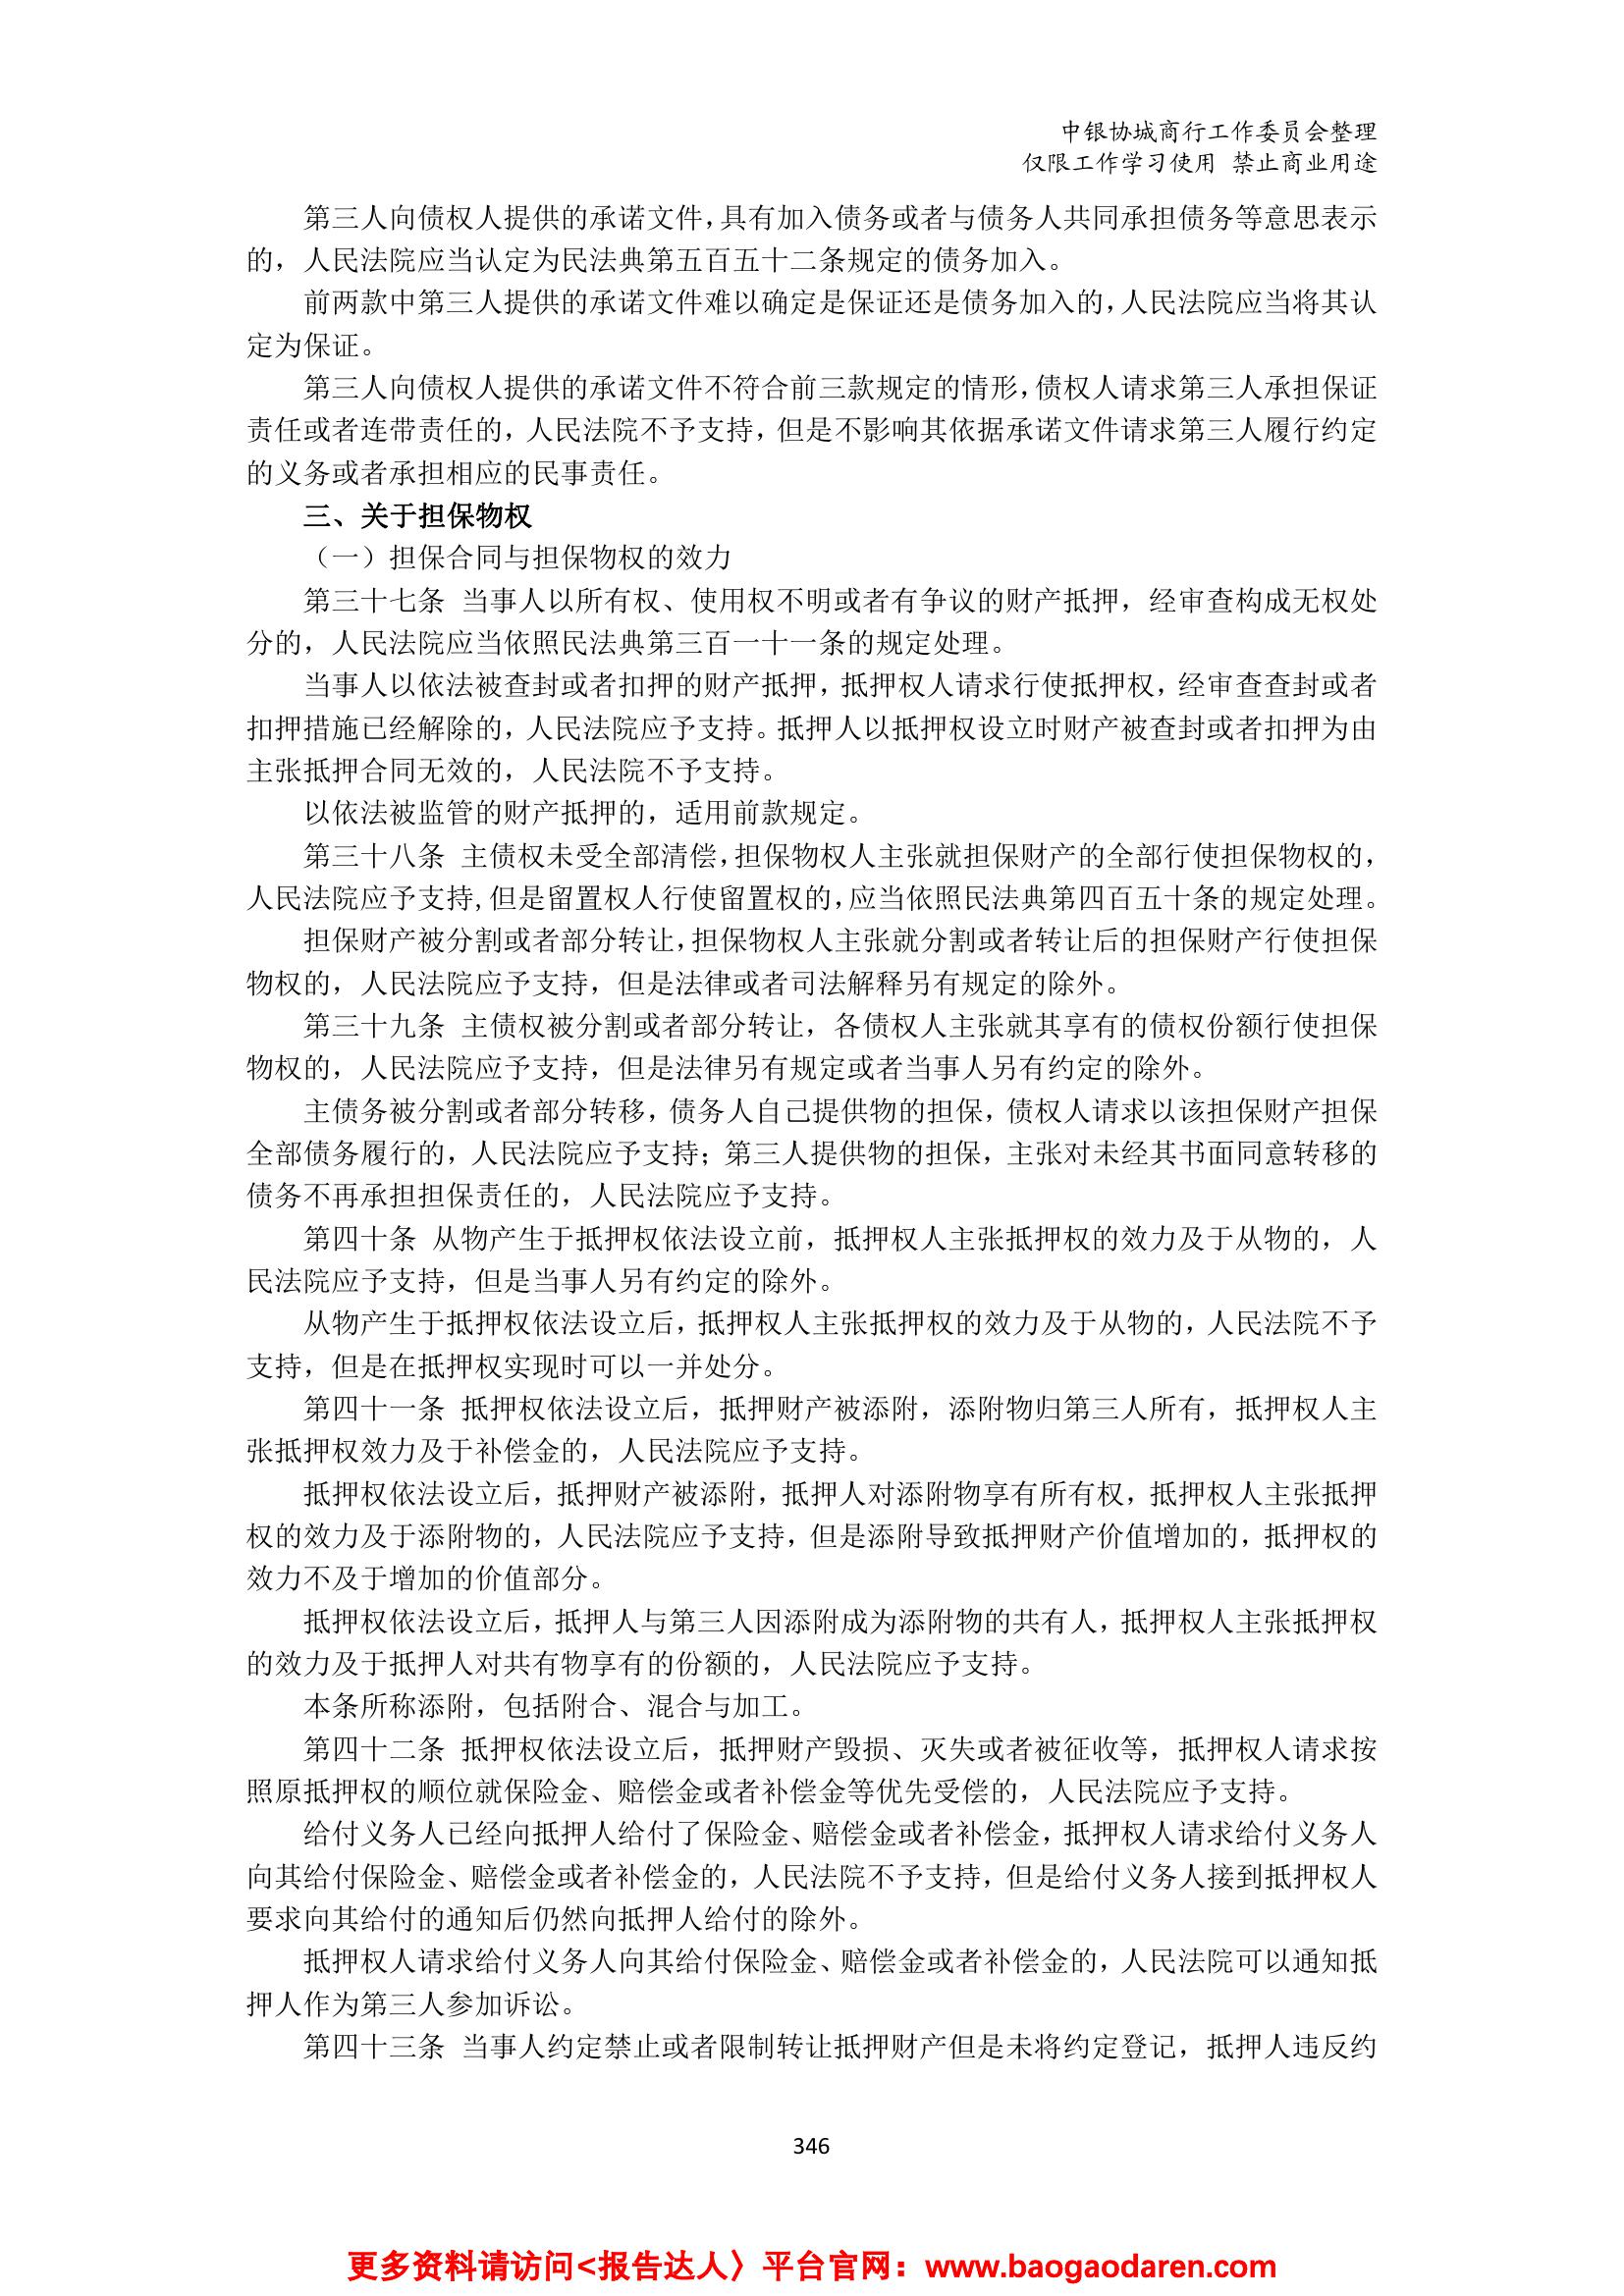 中银协城商行工作委员会整理
仅限工作学习使用 禁止商业用途
第三人向债权人提供的承诺文件，具有加入债务或者与债务人共同承担债务等意思表示
的，人民法院应当认定为民法典第五百五十二条规定的债务加入。
前两款中第三人提供的承诺文件难以确定是保证还是债务加入的，人民法院应当将其认
定为保证。
第三人向债权人提供的承诺文件不符合前三款规定的情形，债权人请求第三人承担保证
责任或者连带责任的，人民法院不予支持，但是不影响其依据承诺文件请求第三人履行约定
的义务或者承担相应的民事责任。
三、关于担保物权
（一）担保合同与担保物权的效力
第三十七条 当事人以所有权、使用权不明或者有争议的财产抵押，经审查构成无权处
分的，人民法院应当依照民法典第三百一十一条的规定处理。
当事人以依法被查封或者扣押的财产抵押，抵押权人请求行使抵押权，经审查查封或者
扣押措施已经解除的，人民法院应予支持。抵押人以抵押权设立时财产被查封或者扣押为由
主张抵押合同无效的，人民法院不予支持。
以依法被监管的财产抵押的，适用前款规定。
第三十八条 主债权未受全部清偿，担保物权人主张就担保财产的全部行使担保物权的，
人民法院应予支持,但是留置权人行使留置权的，应当依照民法典第四百五十条的规定处理。
担保财产被分割或者部分转让，担保物权人主张就分割或者转让后的担保财产行使担保
物权的，人民法院应予支持，但是法律或者司法解释另有规定的除外。
第三十九条 主债权被分割或者部分转让，各债权人主张就其享有的债权份额行使担保
物权的，人民法院应予支持，但是法律另有规定或者当事人另有约定的除外。
主债务被分割或者部分转移，债务人自己提供物的担保，债权人请求以该担保财产担保
全部债务履行的，人民法院应予支持；第三人提供物的担保，主张对未经其书面同意转移的
债务不再承担担保责任的，人民法院应予支持。
第四十条 从物产生于抵押权依法设立前，抵押权人主张抵押权的效力及于从物的，人
民法院应予支持，但是当事人另有约定的除外。
从物产生于抵押权依法设立后，抵押权人主张抵押权的效力及于从物的，人民法院不予
支持，但是在抵押权实现时可以一并处分。
第四十一条 抵押权依法设立后，抵押财产被添附，添附物归第三人所有，抵押权人主
张抵押权效力及于补偿金的，人民法院应予支持。
抵押权依法设立后，抵押财产被添附，抵押人对添附物享有所有权，抵押权人主张抵押
权的效力及于添附物的，人民法院应予支持，但是添附导致抵押财产价值增加的，抵押权的
效力不及于增加的价值部分。
抵押权依法设立后，抵押人与第三人因添附成为添附物的共有人，抵押权人主张抵押权
的效力及于抵押人对共有物享有的份额的，人民法院应予支持。
本条所称添附，包括附合、混合与加工。
第四十二条 抵押权依法设立后，抵押财产毁损、灭失或者被征收等，抵押权人请求按
照原抵押权的顺位就保险金、赔偿金或者补偿金等优先受偿的，人民法院应予支持。
给付义务人已经向抵押人给付了保险金、赔偿金或者补偿金，抵押权人请求给付义务人
向其给付保险金、赔偿金或者补偿金的，人民法院不予支持，但是给付义务人接到抵押权人
要求向其给付的通知后仍然向抵押人给付的除外。
抵押权人请求给付义务人向其给付保险金、赔偿金或者补偿金的，人民法院可以通知抵
押人作为第三人参加诉讼。
第四十三条 当事人约定禁止或者限制转让抵押财产但是未将约定登记，抵押人违反约
346
更多资料请访问<报告达人〉平台官网：www.baogaodaren.com